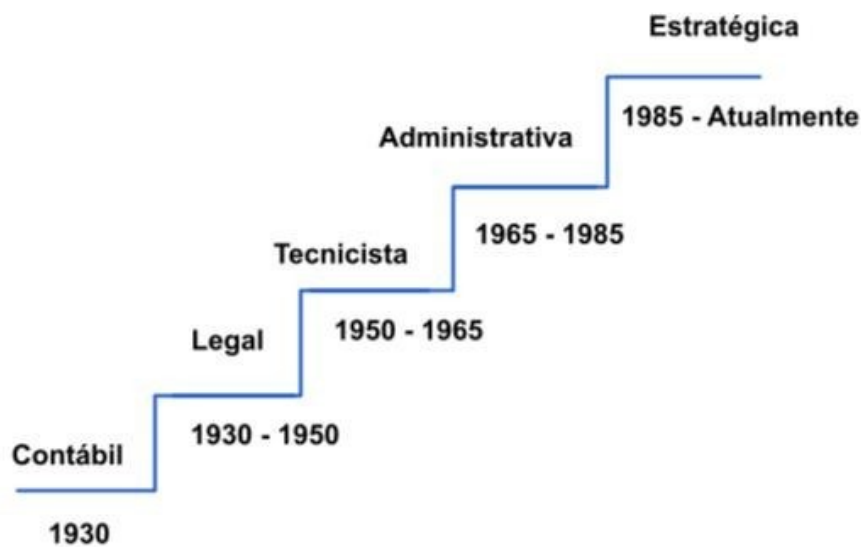 Estratégica
1985 - Atualmente
Administrativa
1965 - 1985
Tecnicista
1950 - 1965
Legal
1930 - 1950
Contábil
1930